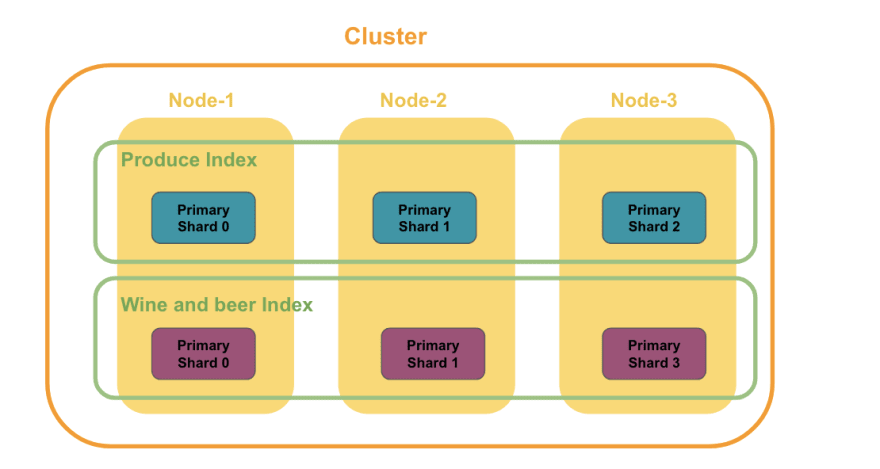 Cluster
Node-1
Node-2
Node-3
Produce Index
Primary
Shard 0
Primary
Shard 1
Primary
Shard 2
Wine and beer Index
Primary
Shard 0
Primary
Shard 1
Primary
Shard 3